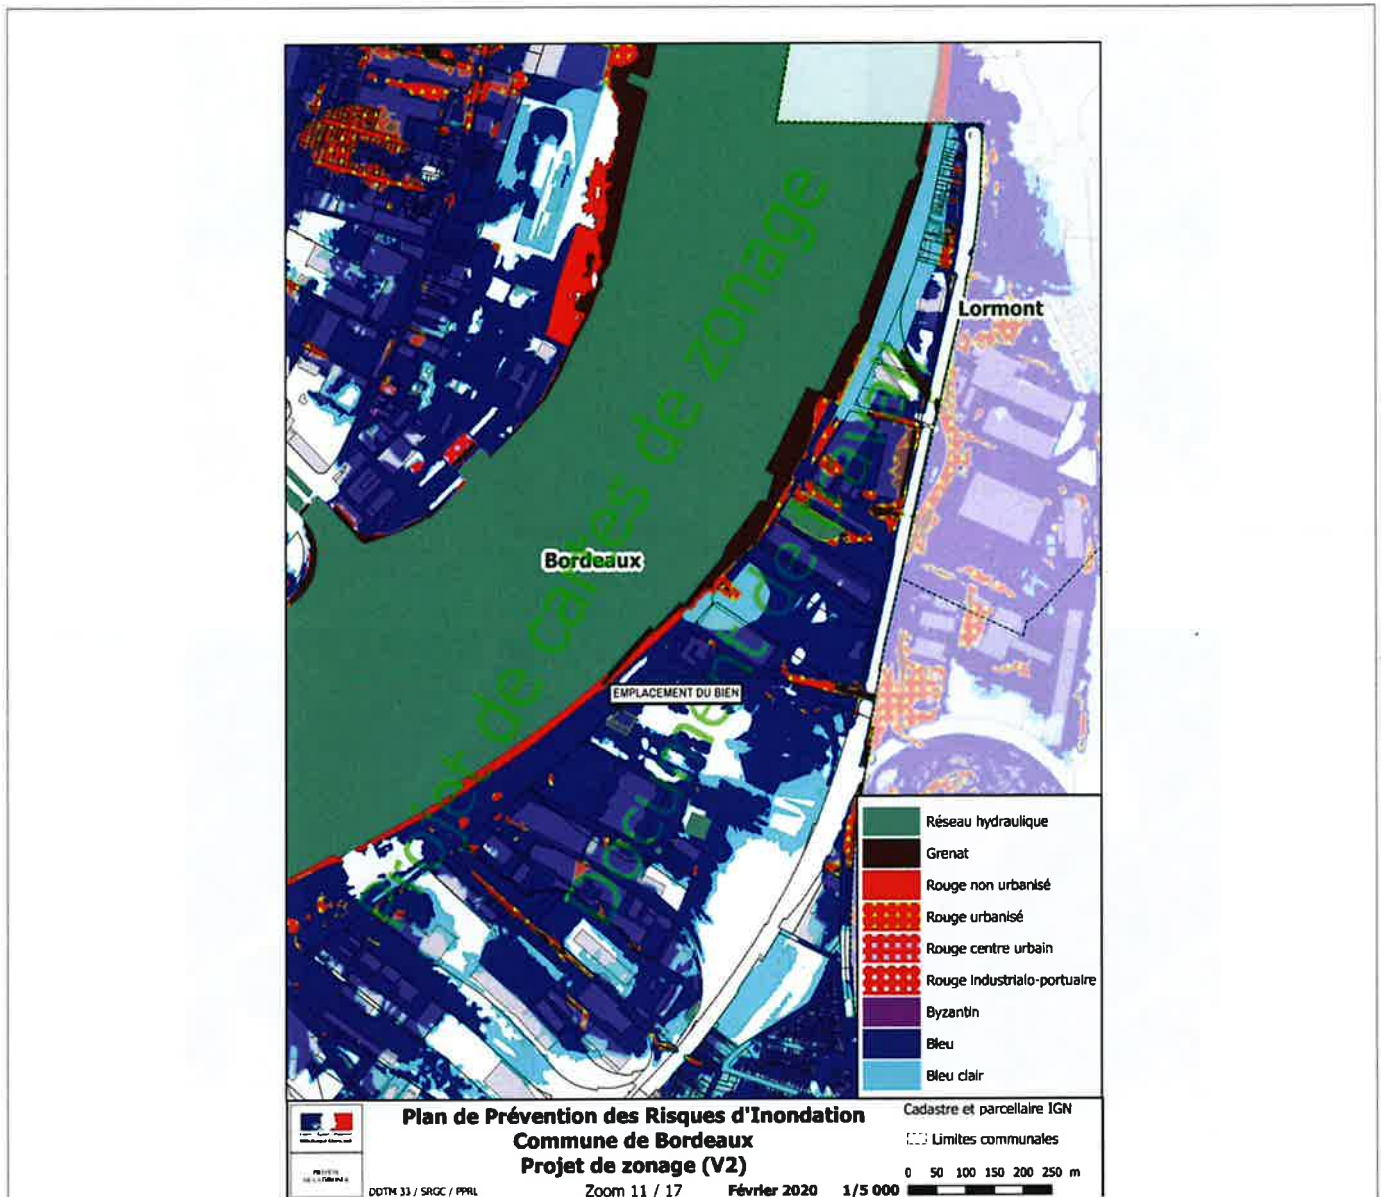 Projet de cartes de zonage
Document de travail
Lormont
Bordeaux
EMPLACEMENT DU BIEN
Réseau hydraulique
Grenat
Rouge non urbanisé
Rouge urbanisé
Rouge centre urbain
Rouge industrialo-portuaire
Byzantin
Bleu
Bleu clair
Plan de Prévention des Risques d'Inondation
Commune de Bordeaux
Projet de zonage (V2)
DDTM 33 / SRGC / PPRL
Zoom 11 / 17
Février 2020
1/5 000
Cadastre et parcellaire IGN
Limites communales
0 50 100 150 200 250 m